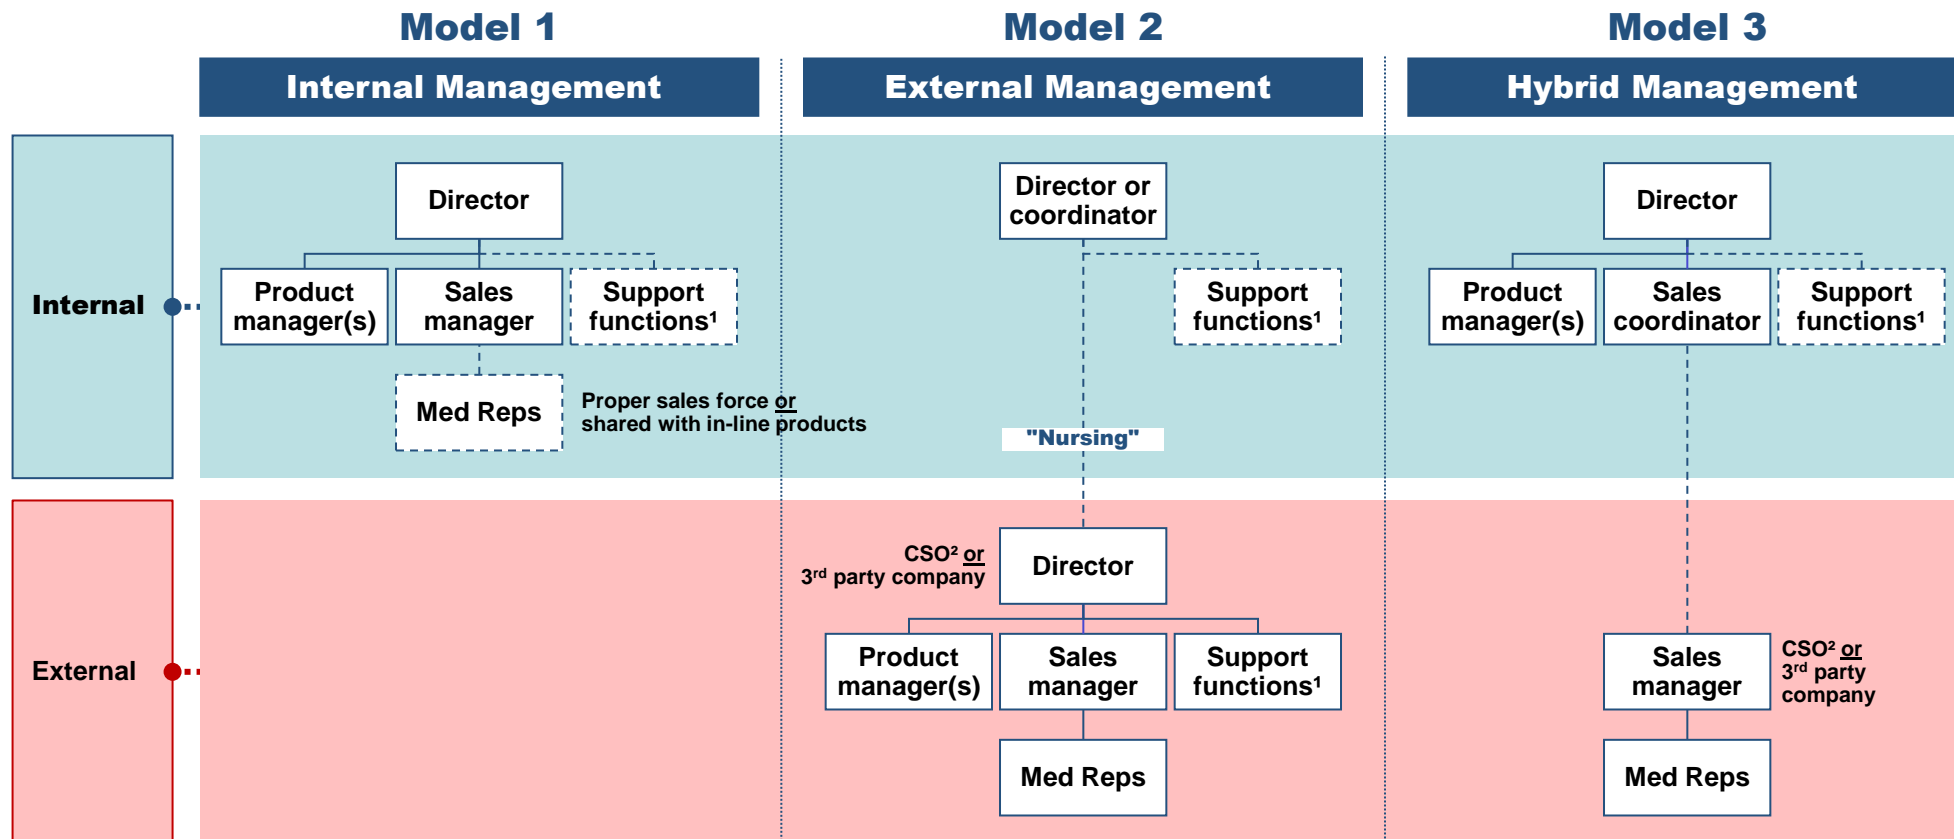 Model 1
Model 2
Model 3
Internal Management
External Management
Hybrid Management
Internal
Director
Product
manager(s)
Sales
manager
Support
functions¹
Med Reps
Proper sales force or
shared with in-line products
Director or
coordinator
Support
functions¹
"Nursing"
Director
Product
manager(s)
Sales
coordinator
Support
functions¹
External
CSO² or
3rd party company
Director
Product
manager(s)
Sales
manager
Support
functions¹
Med Reps
Sales
manager
CSO² or
3rd party
company
Med Reps